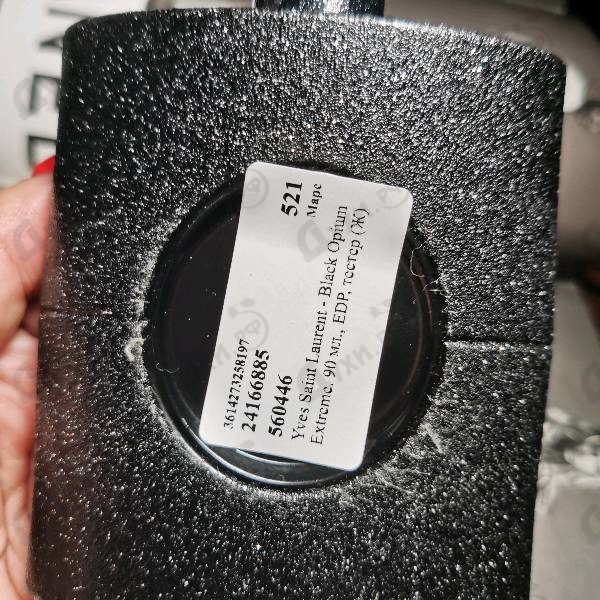 3614273258197
24166885
560446
521
Марс
Yves Saint Laurent - Black Opium
Extreme. 90 мл., EDP, тестер (Ж)